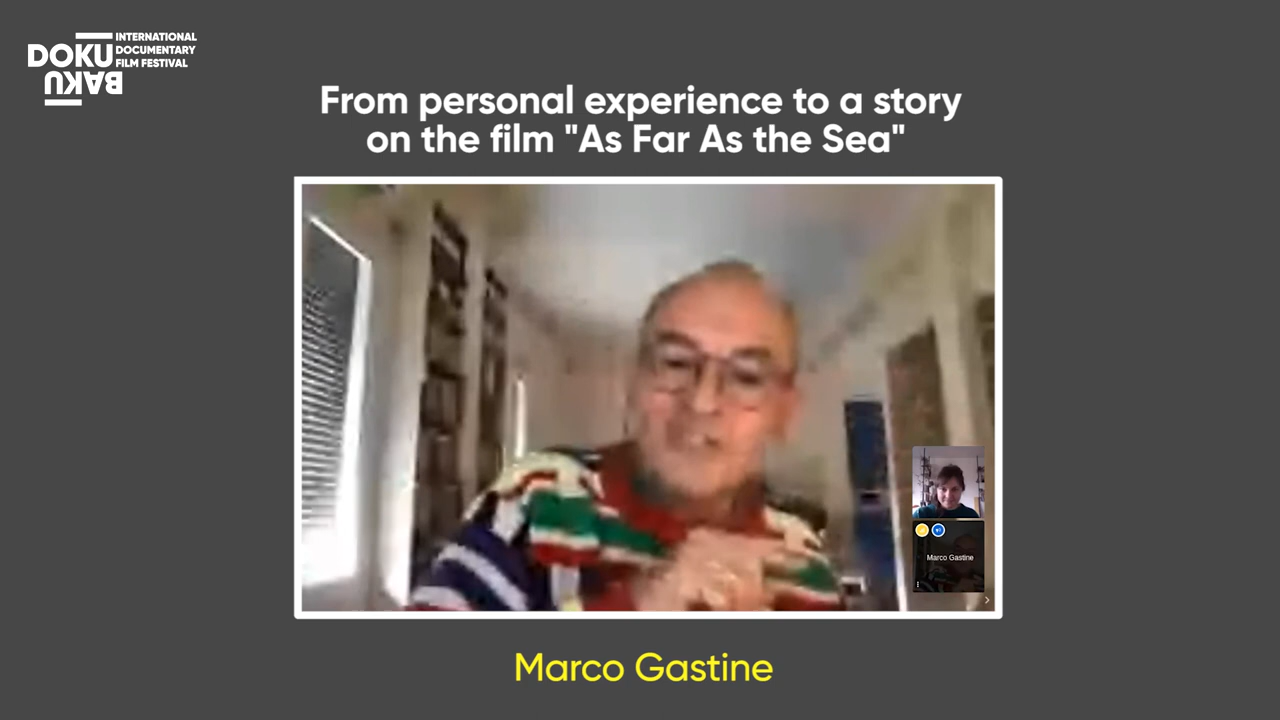 DOKU
BAKU
INTERNATIONAL
DOCUMENTARY
FILM FESTIVAL
From personal experience to a story
on the film "As Far As the Sea"
Marco Gastine
Marco Gastine